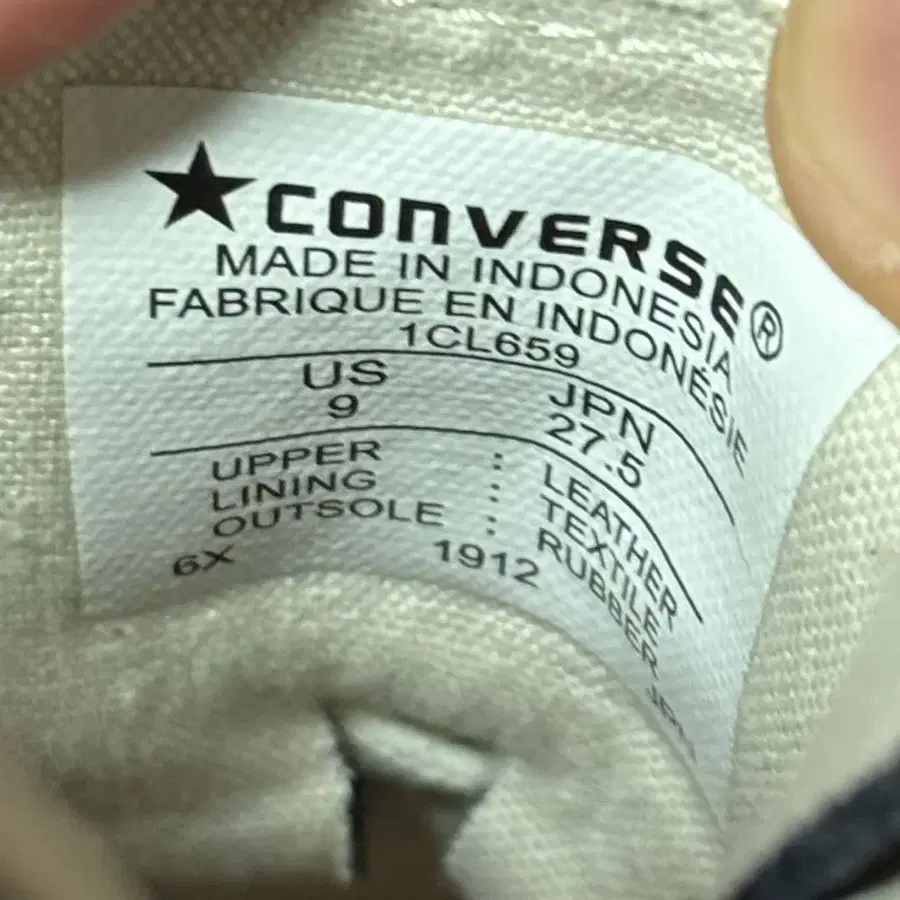 ★CONVERSE®
MADE IN INDONESIA
FABRIQUE EN INDONÉSIE
1CL659
US JPN
9 27.5
UPPER : LEATHER
LINING : TEXTILE
OUTSOLE : RUBBER
6X 1912